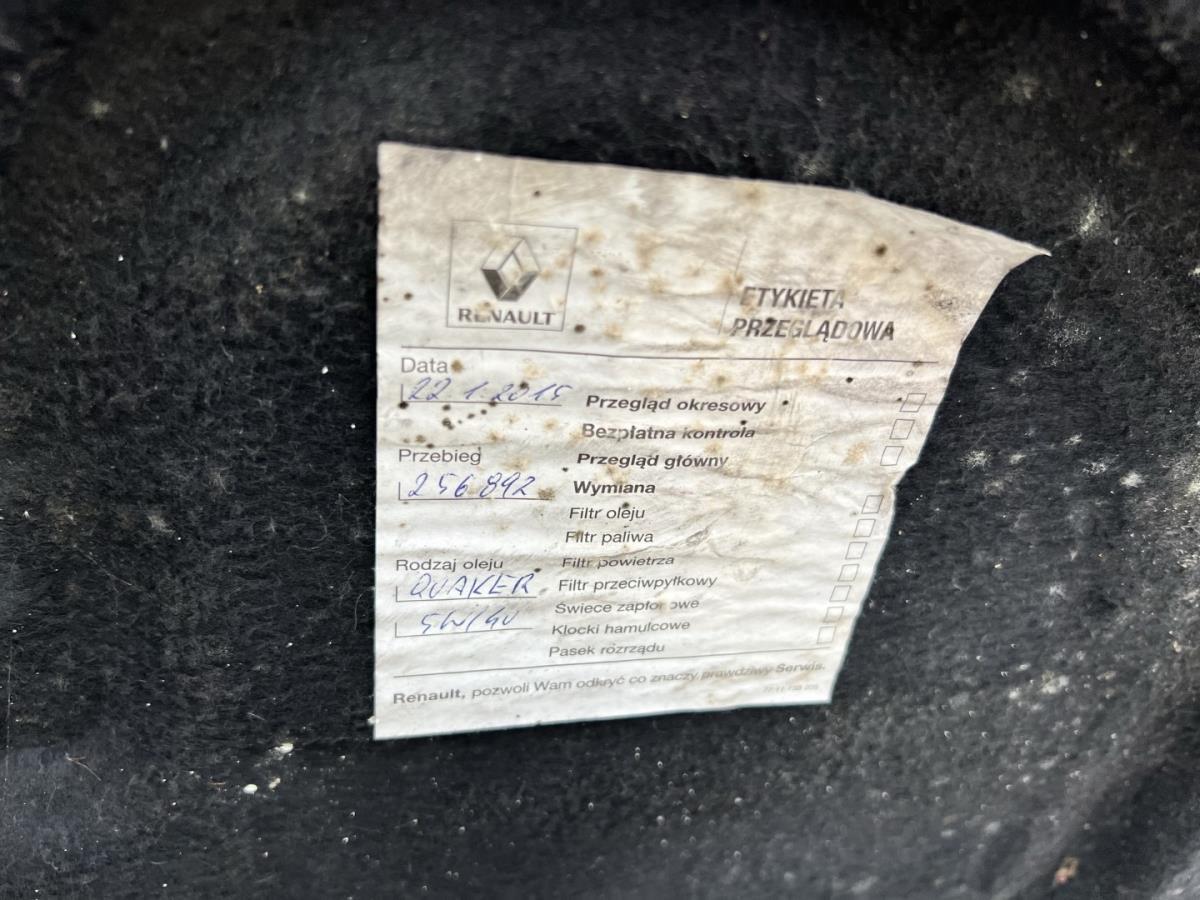 RENAULT
ETYKIETA
PRZEGLĄDOWA
Data
22 1 2015
Przegląd okresowy
Bezpłatna kontrola
Przebieg
Przegląd główny
256 892
Wymiana
Filtr oleju
Filtr paliwa
Rodzaj oleju
Filtr powietrza
QUAKER
Filtr przeciwpyłkowy
5W/40
Świece zapłonowe
Klocki hamulcowe
Pasek rozrządu
Renault, pozwoli Wam odkryć co znaczy prawdziwy Serwis.